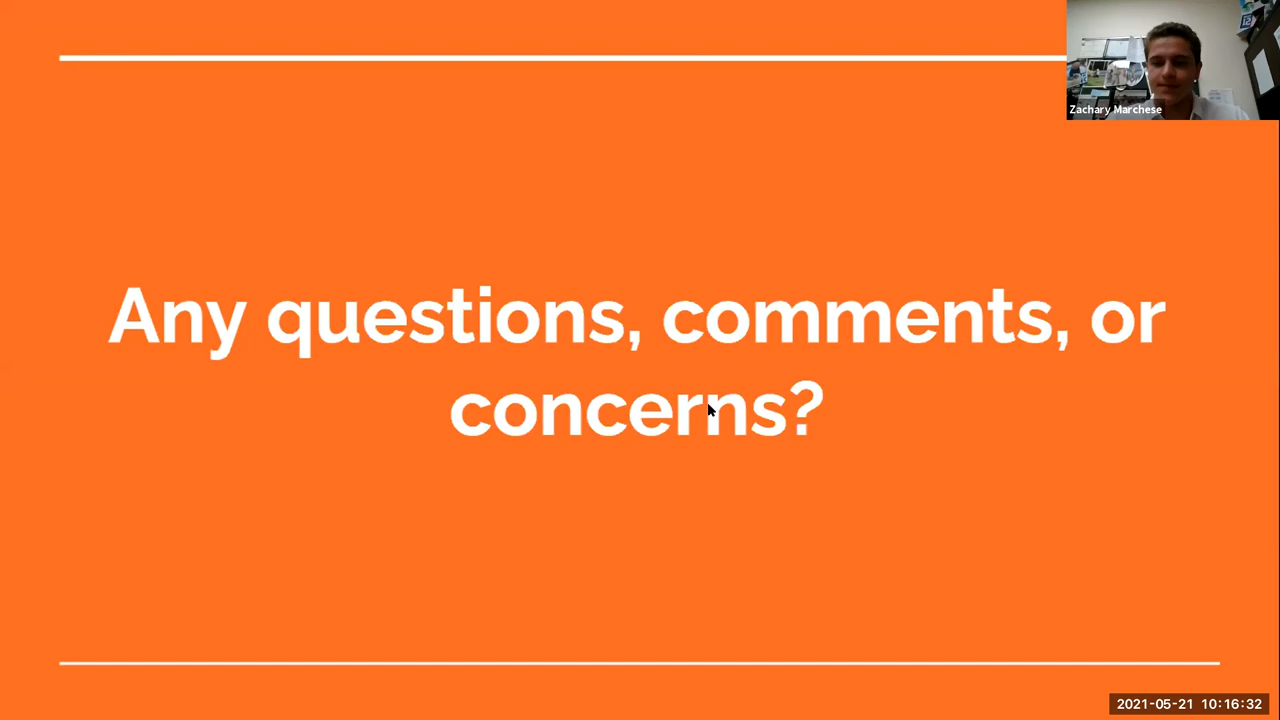 Zachary Marchese
Any questions, comments, or
concerns?
2021-05-21 10:16:32